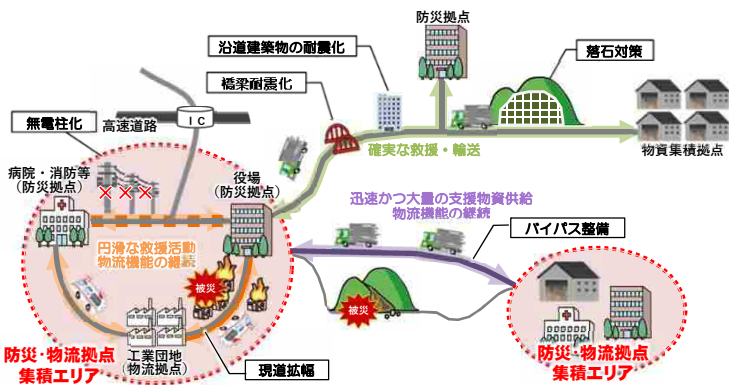 防災拠点
沿道建築物の耐震化
落石対策
橋梁耐震化
IC
高速道路
無電柱化
確実な救援・輸送
物資集積拠点
病院・消防等
(防災拠点)
役場
(防災拠点)
迅速かつ大量の支援物資供給
物流機能の継続
バイパス整備
円滑な救援活動
物流機能の継続
被災
被災
工業団地
(物流拠点)
防災・物流拠点
集積エリア
現道拡幅
防災・物流拠点
集積エリア